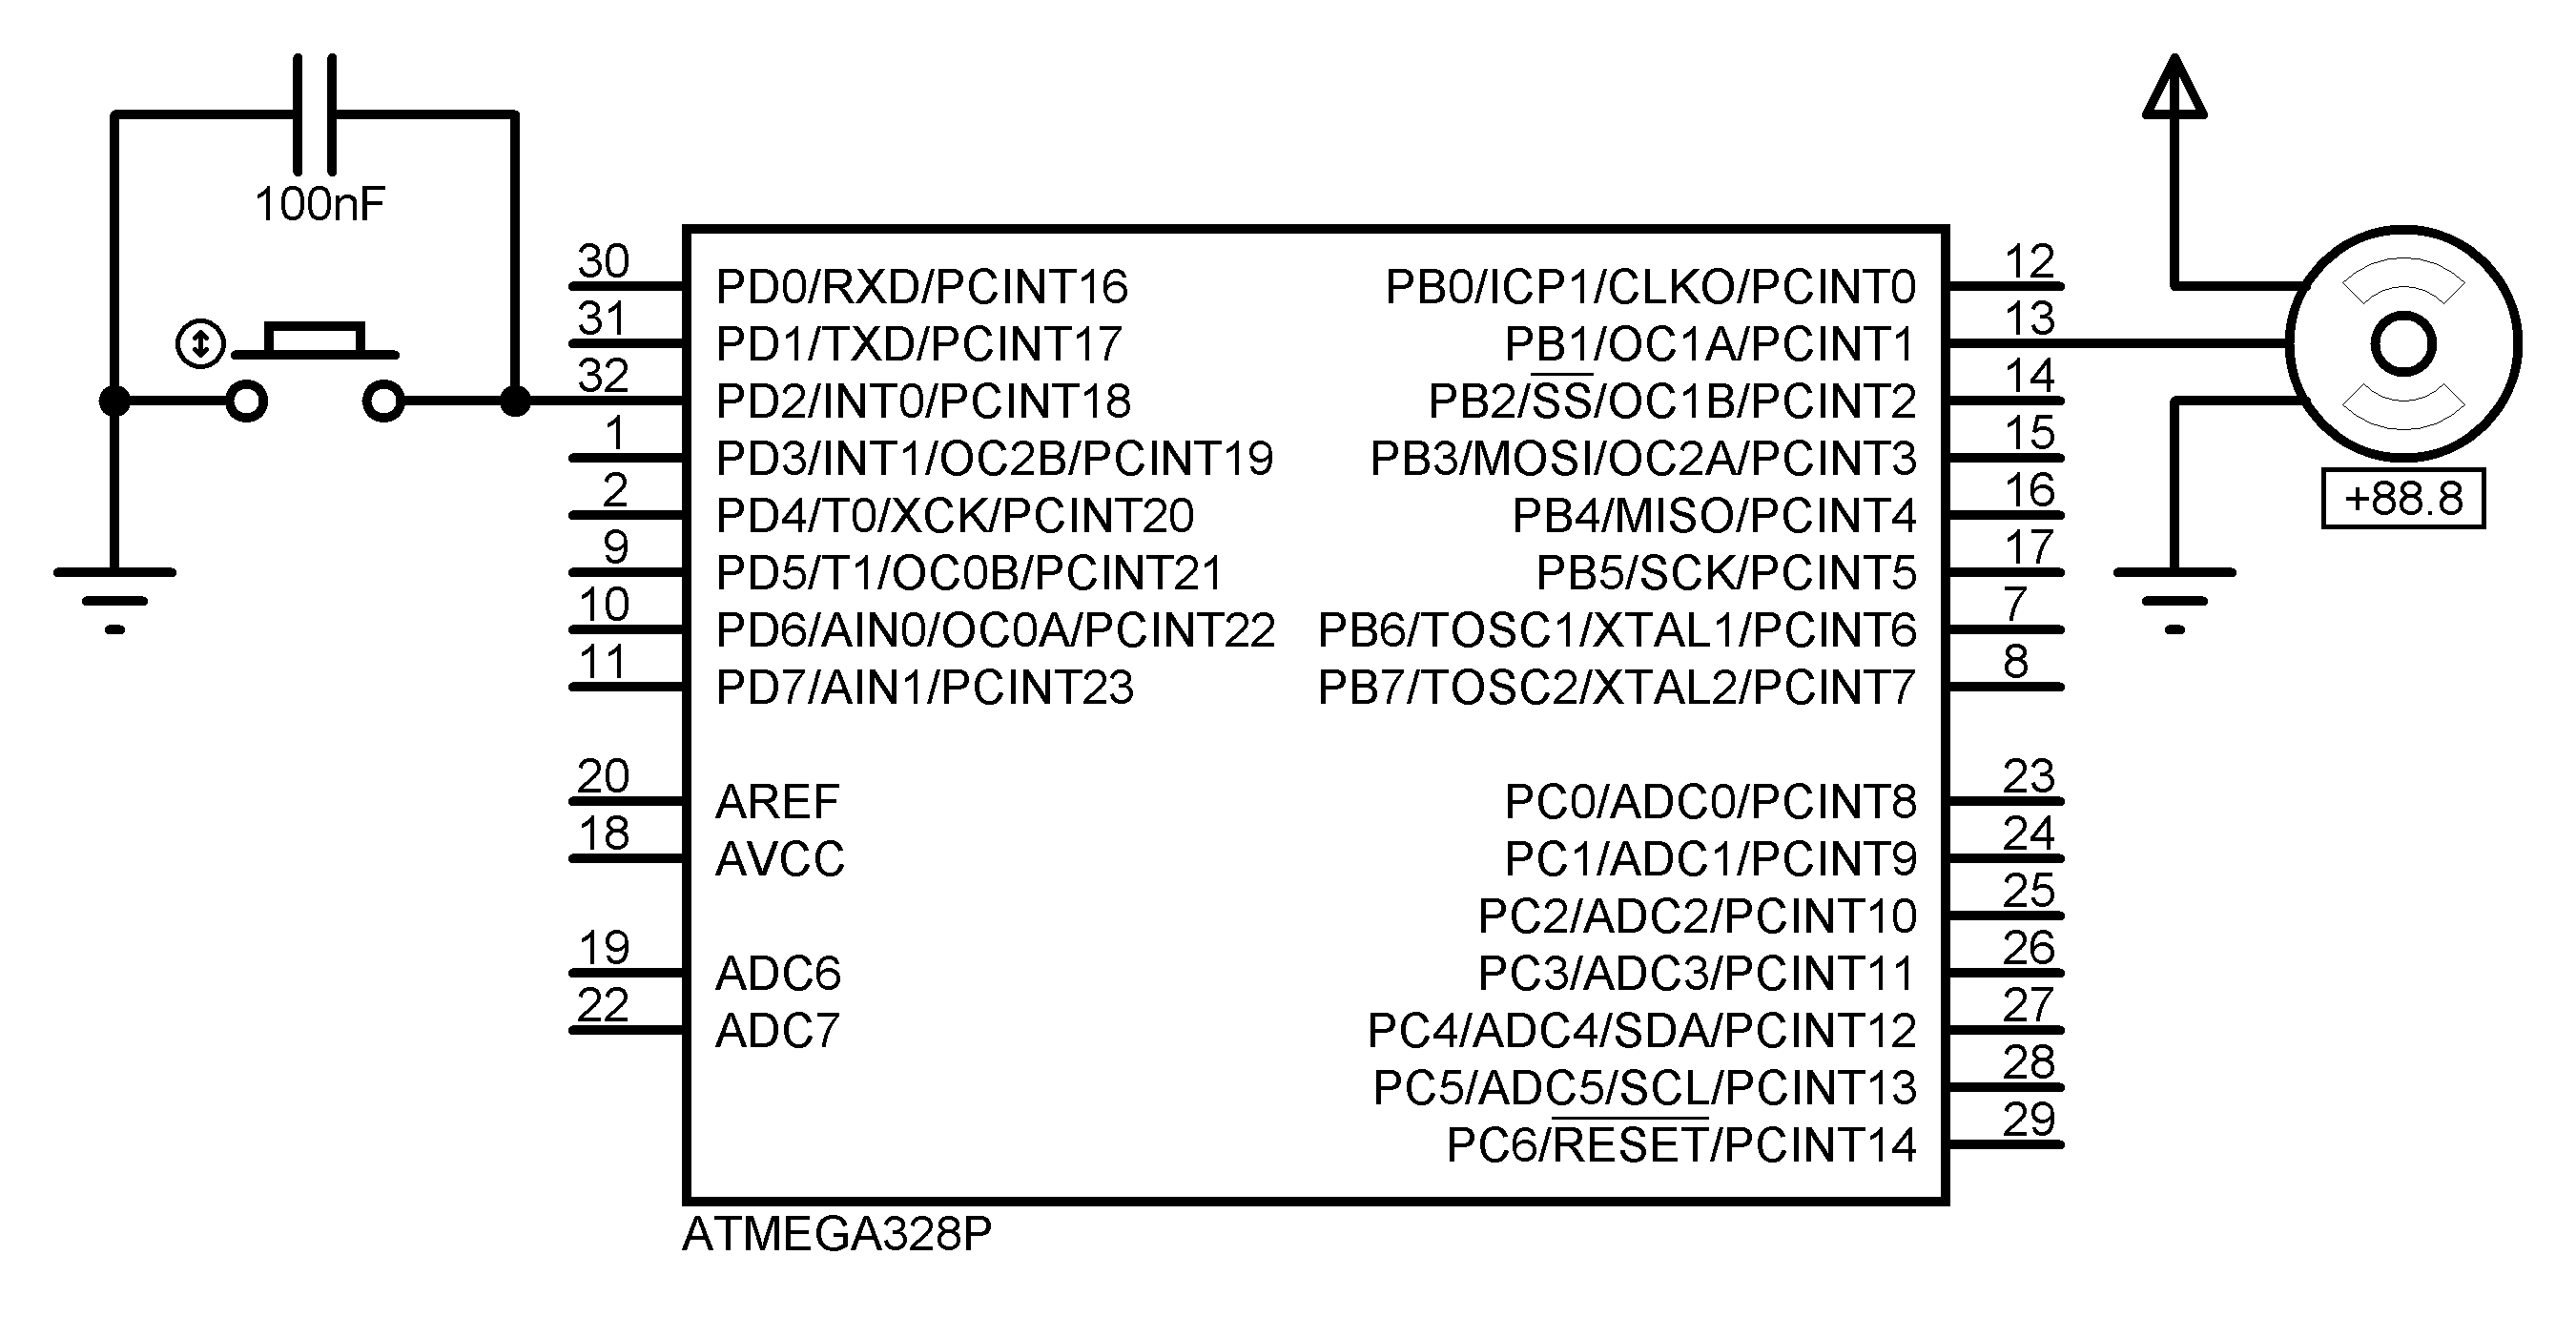 100nF
30 PD0/RXD/PCINT16
31 PD1/TXD/PCINT17
32 PD2/INT0/PCINT18
1 PD3/INT1/OC2B/PCINT19
2 PD4/T0/XCK/PCINT20
9 PD5/T1/OC0B/PCINT21
10 PD6/AIN0/OC0A/PCINT22
11 PD7/AIN1/PCINT23
20 AREF
18 AVCC
19 ADC6
22 ADC7
PB0/ICP1/CLKO/PCINT0 12
PB1/OC1A/PCINT1 13
PB2/SS/OC1B/PCINT2 14
PB3/MOSI/OC2A/PCINT3 15
PB4/MISO/PCINT4 16
PB5/SCK/PCINT5 17
PB6/TOSC1/XTAL1/PCINT6 7
PB7/TOSC2/XTAL2/PCINT7 8
PC0/ADC0/PCINT8 23
PC1/ADC1/PCINT9 24
PC2/ADC2/PCINT10 25
PC3/ADC3/PCINT11 26
PC4/ADC4/SDA/PCINT12 27
PC5/ADC5/SCL/PCINT13 28
PC6/RESET/PCINT14 29
ATMEGA328P
+88.8